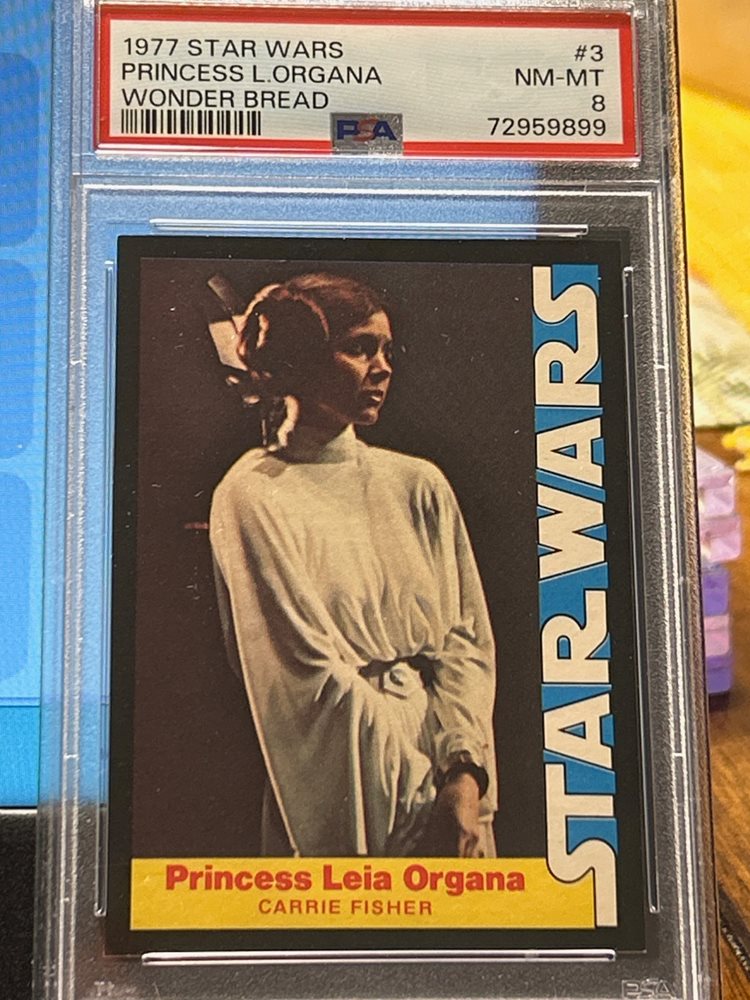 1977 STAR WARS #3
PRINCESS L.ORGANA NM-MT
WONDER BREAD 8
PSA 72959899
STAR WARS
Princess Leia Organa
CARRIE FISHER
PSA